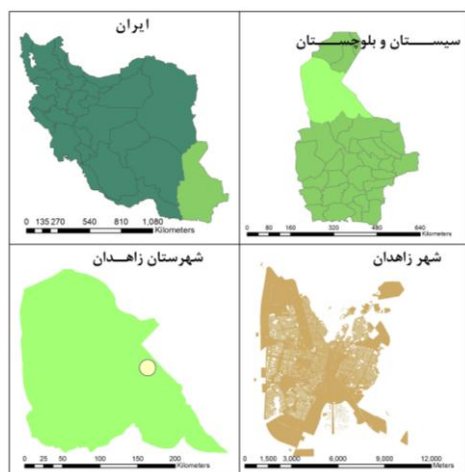 ایران
0 135 270 540 810 1,080
Kilometers
سیستان و بلوچستان
0 80 160 320 480 640
Kilometers
شهرستان زاهدان
0 25 50 100 150 200
Kilometers
شهر زاهدان
0 1,500 3,000 6,000 9,000 12,000
Meters